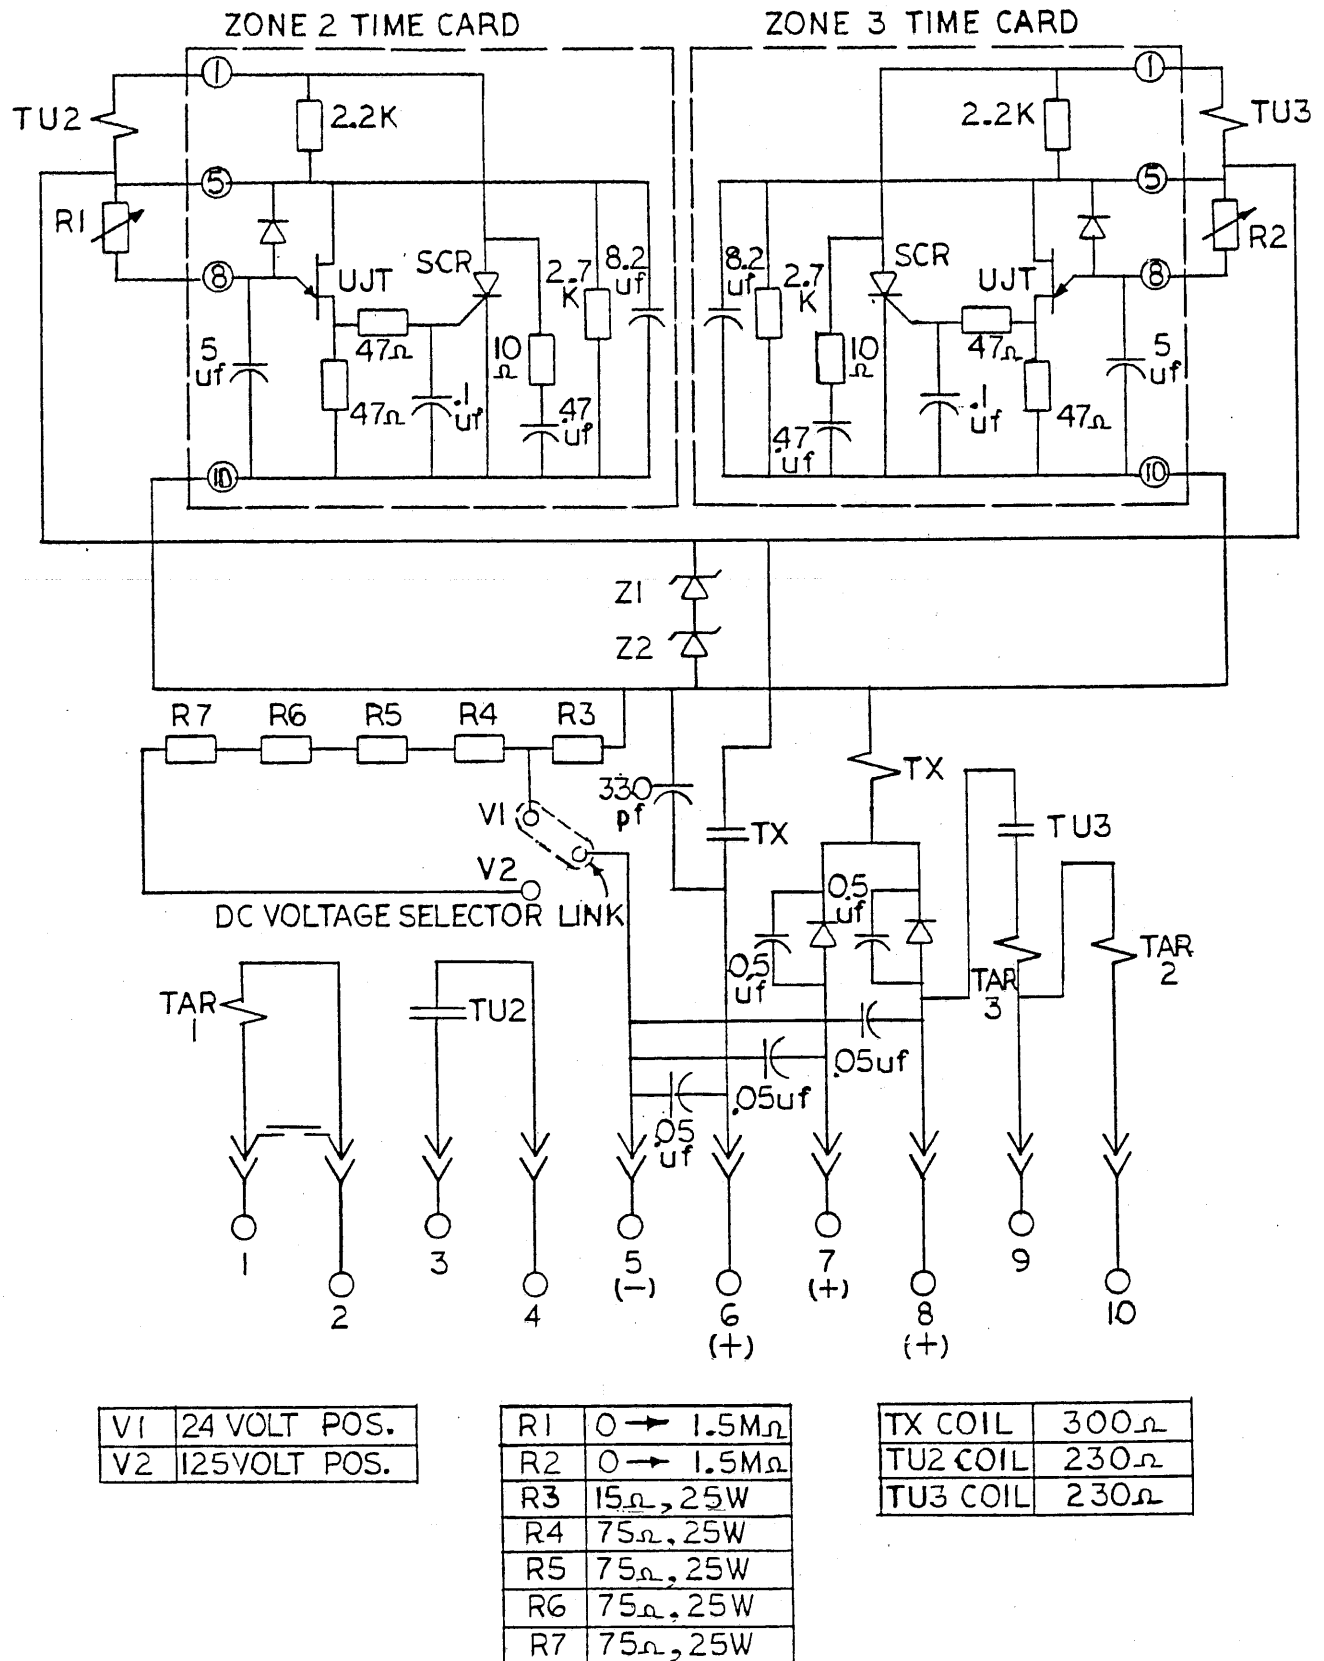 ZONE 2 TIME CARD
ZONE 3 TIME CARD
1
TU2
2.2K
5
R1
8
UJT
SCR
47Ω
47Ω
5
uf
.1
uf
10
Ω
.47
uf
2.7
K
8.2
uf
10
1
TU3
2.2K
5
R2
8
UJT
SCR
47Ω
47Ω
5
uf
.1
uf
10
Ω
.47
uf
2.7
K
8.2
uf
10
Z1
Z2
R7 R6 R5 R4 R3
V1
V2
DC VOLTAGE SELECTOR LINK
330
pf
TX
TX
TU3
0.5
uf
0.5
uf
TAR
3
TAR
2
TAR
1
TU2
.05uf
.05uf
.05
uf
1
2
3
4
5
(-)
6
(+)
7
(+)
8
(+)
9
10
V1 24 VOLT POS.
V2 125VOLT POS.
R1 0 → 1.5MΩ
R2 0 → 1.5MΩ
R3 15Ω, 25W
R4 75Ω, 25W
R5 75Ω, 25W
R6 75Ω, 25W
R7 75Ω, 25W
TX COIL 300Ω
TU2 COIL 230Ω
TU3 COIL 230Ω